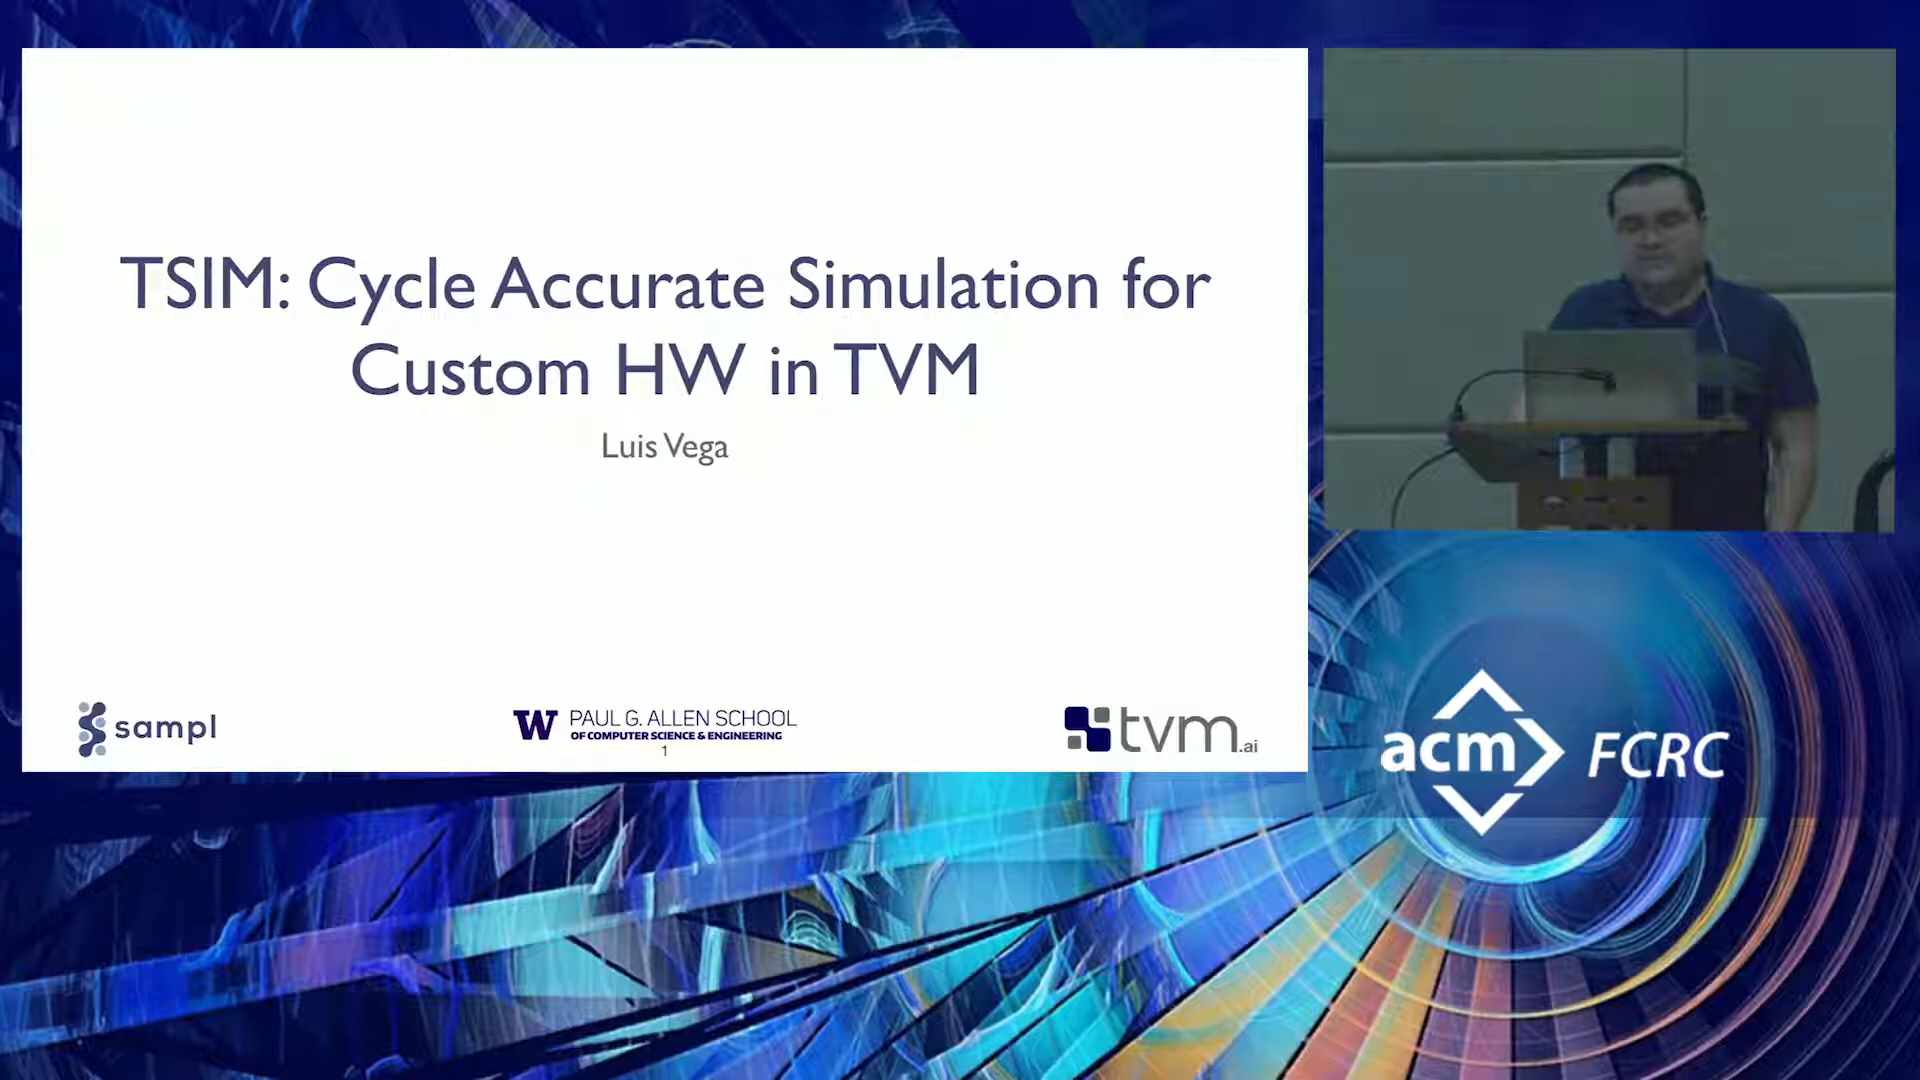 TSIM: Cycle Accurate Simulation for
Custom HW in TVM
Luis Vega
sampl
W PAUL G. ALLEN SCHOOL
OF COMPUTER SCIENCE & ENGINEERING
1
tvm.ai
acm FCRC